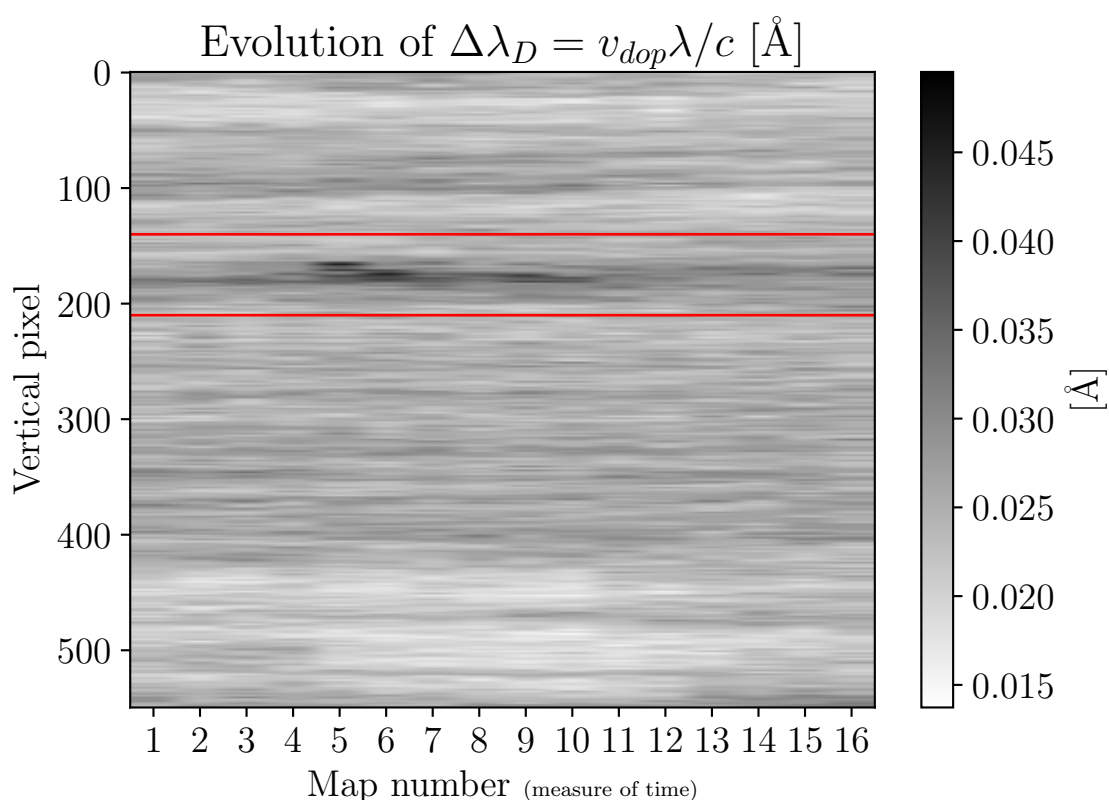 Evolution of Δλ_D = v_{dop}λ/c [Å]
0
100
200
300
400
500
Vertical pixel
1 2 3 4 5 6 7 8 9 10 11 12 13 14 15 16
Map number (measure of time)
0.045
0.040
0.035
0.030
0.025
0.020
0.015
[Å]